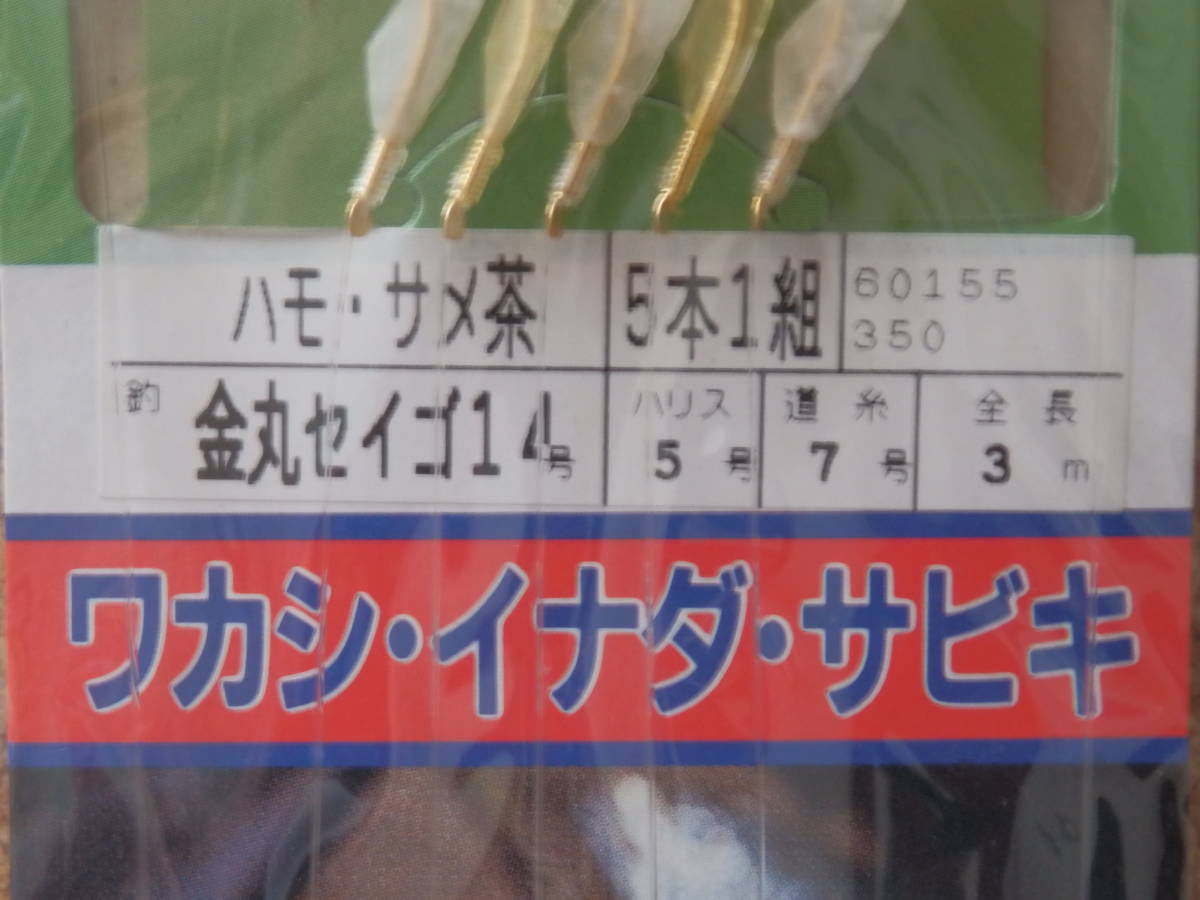 ハモ・サメ茶 5本1組 60155
350
釣 金丸セイゴ14号 ハリス 5号 道糸 7号 全長 3m
ワカシ・イナダ・サビキ